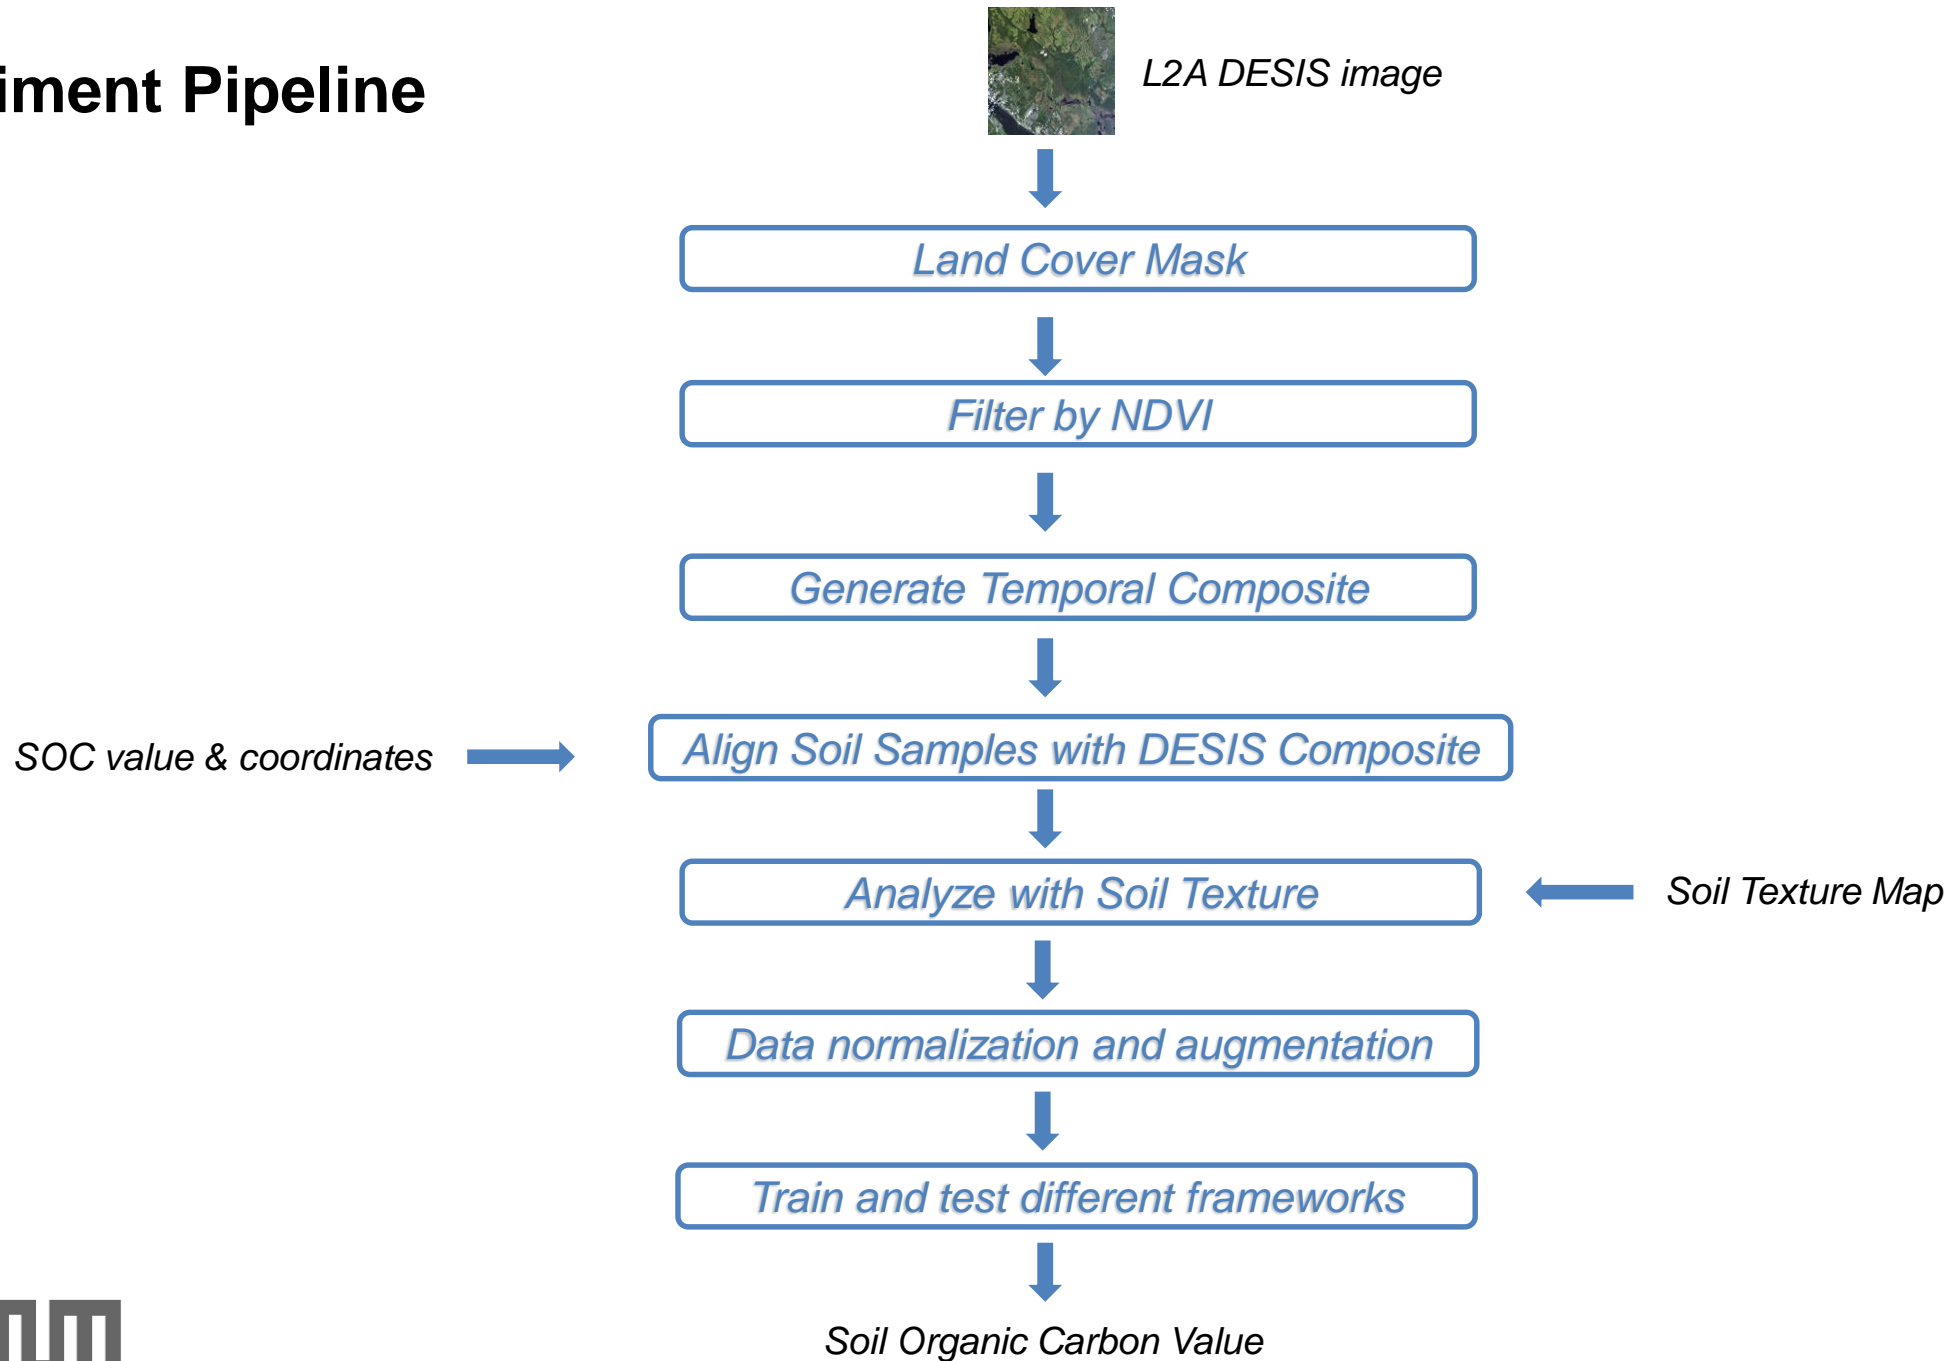 iment Pipeline
L2A DESIS image
Land Cover Mask
Filter by NDVI
Generate Temporal Composite
SOC value & coordinates
Align Soil Samples with DESIS Composite
Analyze with Soil Texture
Soil Texture Map
Data normalization and augmentation
Train and test different frameworks
Soil Organic Carbon Value